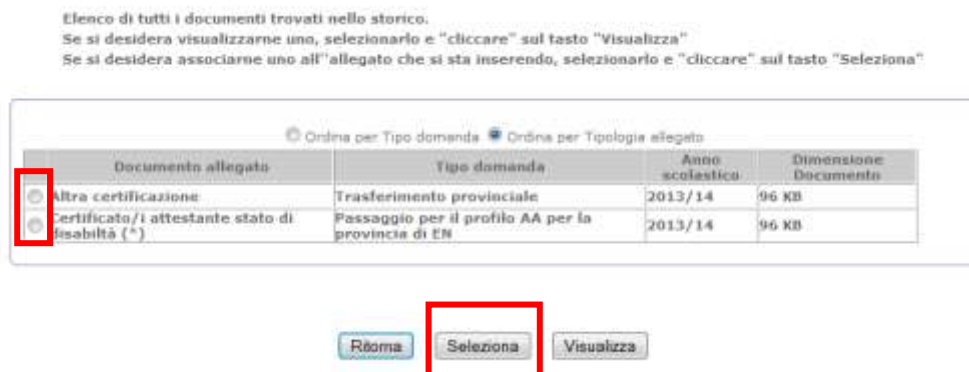 Elenco di tutti i documenti trovati nello storico.
Se si desidera visualizzarne uno, selezionarlo e "cliccare" sul tasto "Visualizza"
Se si desidera associarne uno all''allegato che si sta inserendo, selezionarlo e "cliccare" sul tasto "Seleziona"
Ordina per Tipo domanda Ordina per Tipologia allegato
Documento allegato Tipo domanda Anno scolastico Dimensione Documento
Altra certificazione Trasferimento provinciale 2013/14 96 KB
Certificato/i attestante stato di disabiltà (*) Passaggio per il profilo AA per la provincia di EN 2013/14 96 KB
Ritorna Seleziona Visualizza